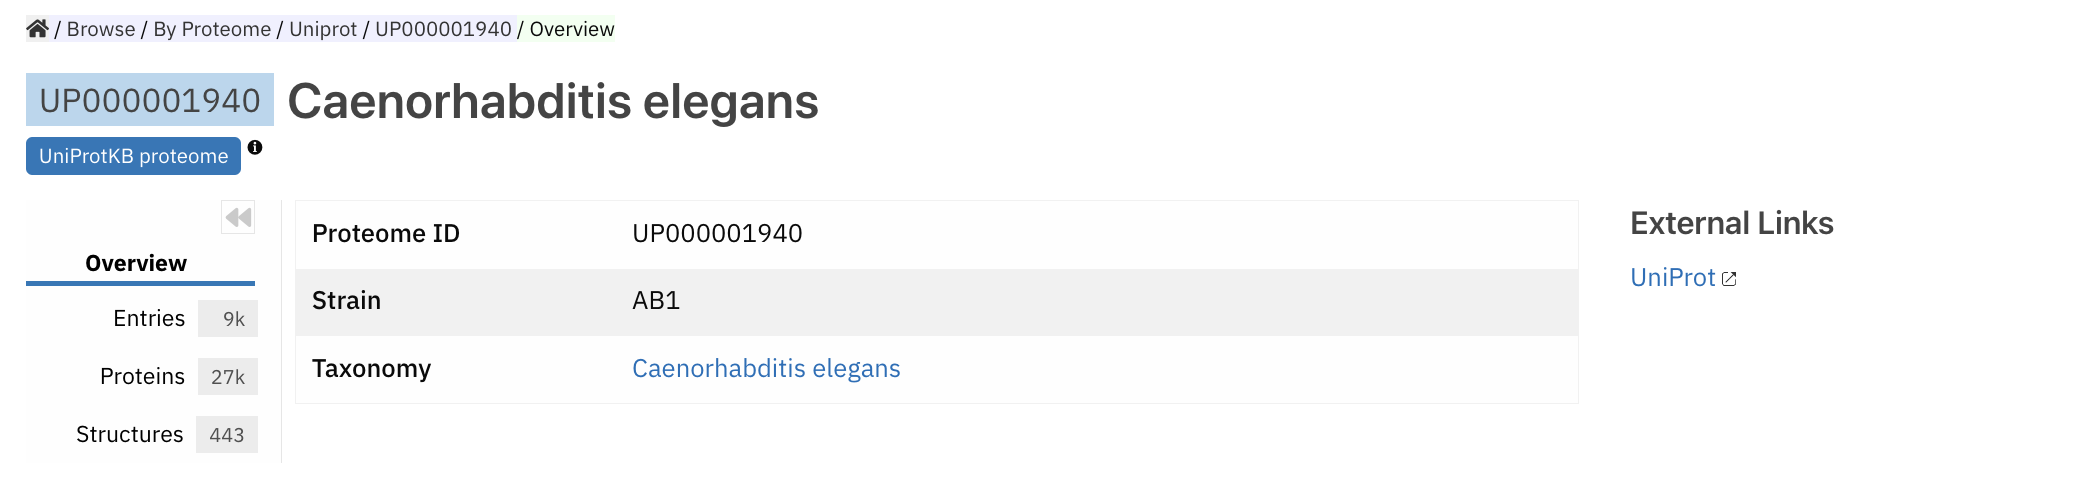 / Browse / By Proteome / Uniprot / UP000001940 / Overview
UP000001940 Caenorhabditis elegans
UniProtKB proteome
Overview
Entries 9k
Proteins 27k
Structures 443
Proteome ID UP000001940
Strain AB1
Taxonomy Caenorhabditis elegans
External Links
UniProt